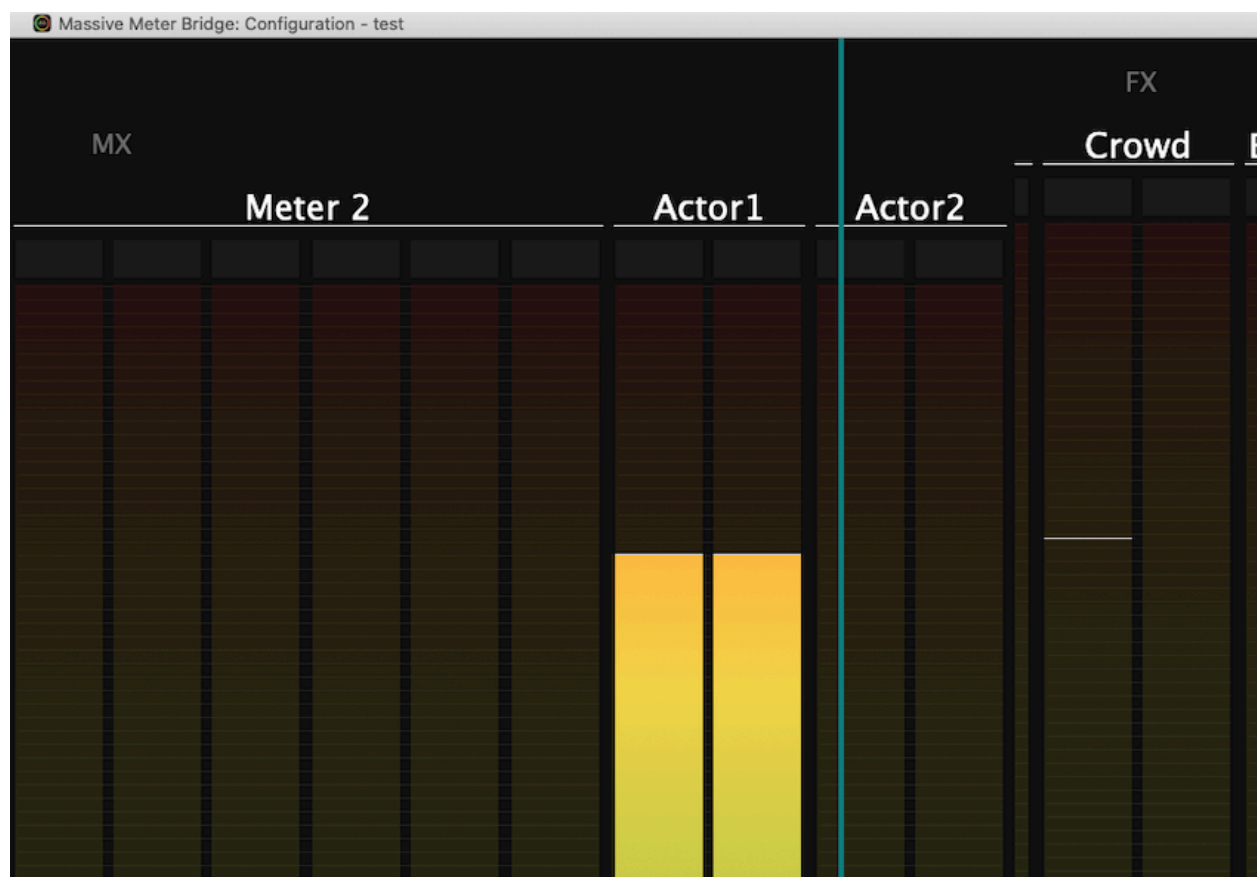 Massive Meter Bridge: Configuration - test
FX
MX
Crowd
Meter 2
Actor1
Actor2